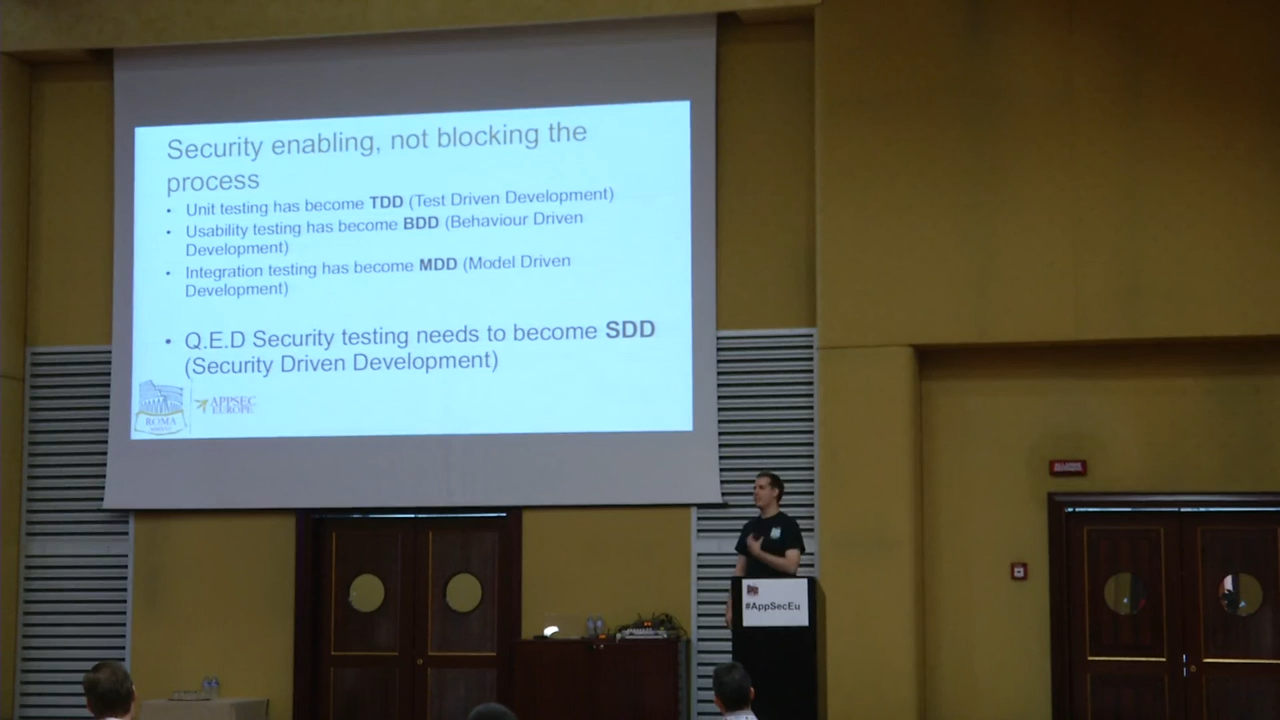 Security enabling, not blocking the
process
• Unit testing has become TDD (Test Driven Development)
• Usability testing has become BDD (Behaviour Driven
Development)
• Integration testing has become MDD (Model Driven
Development)
• Q.E.D Security testing needs to become SDD
(Security Driven Development)
ROMA
APPSEC
EUROPE
#AppSecEu